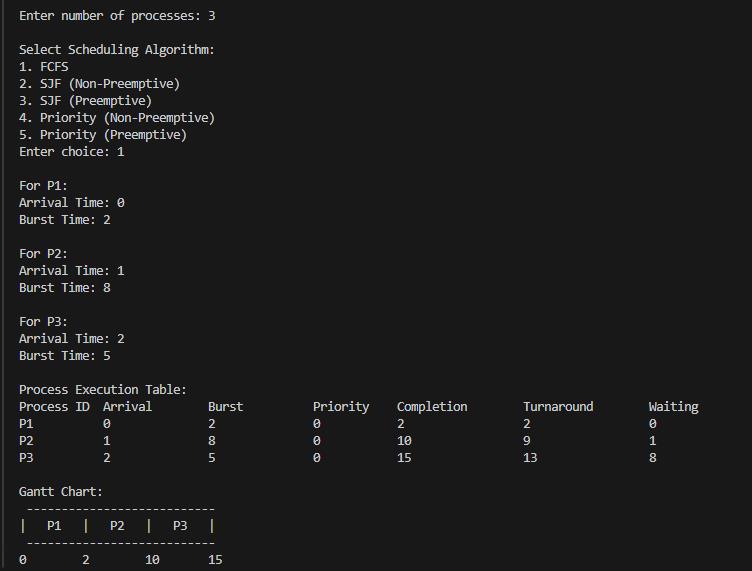 Enter number of processes: 3
Select Scheduling Algorithm:
1. FCFS
2. SJF (Non-Preemptive)
3. SJF (Preemptive)
4. Priority (Non-Preemptive)
5. Priority (Preemptive)
Enter choice: 1
For P1:
Arrival Time: 0
Burst Time: 2
For P2:
Arrival Time: 1
Burst Time: 8
For P3:
Arrival Time: 2
Burst Time: 5
Process Execution Table:
Process ID  Arrival        Burst          Priority    Completion        Turnaround        Waiting
P1          0              2              0           2                 2                 0
P2          1              8              0           10                9                 1
P3          2              5              0           15                13                8
Gantt Chart:
 ---------------------------
|   P1   |   P2   |   P3   |
 ---------------------------
0        2        10       15